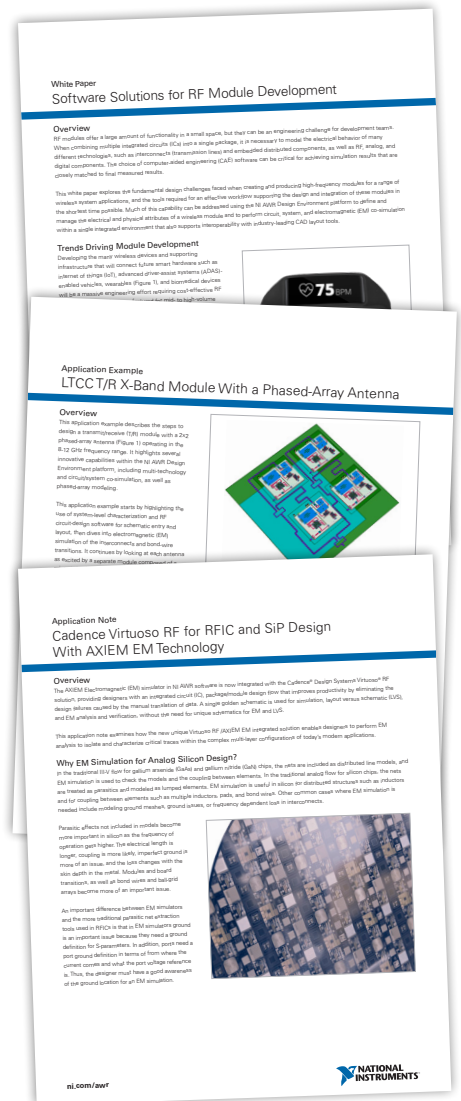 White Paper
Software Solutions for RF Module Development
Overview
RF modules offer a large amount of functionality in a small space, but their can be an engineering challenge for development teams.
When combining multiple integrated circuits (ICs) into a single package, it is necessary to model the electrical behavior of many
different technologies, such as interconnects (transmission lines) and embedded distributed components, as well as RF, analog, and
digital components. The choice of computer-aided engineering (CAE) software can be critical for achieving simulation results that are
closely matched to final measured results.
This white paper explores the fundamental design challenges faced when creating and producing high-frequency modules for a range of
wireless system applications, and the tools required for an effective workflow supporting the design and integration of these modules in
the shortest time possible. Much of this capability can be addressed using the NI AWR Design Environment platform to define and
manage the electrical and physical attributes of a wireless module and to perform circuit, system, and electromagnetic (EM) co-simulation
within a single integrated environment that also supports interoperability with industry-leading CAD layout tools.
Trends Driving Module Development
Developing the many wireless devices and supporting
infrastructure that will connect future smart hardware such as
internet of things (IoT), advanced driver-assist systems (ADAS)-
enabled vehicles, wearables (Figure 1), and biomedical devices
will be a massive engineering effort requiring cost-effective RF
mid- to high-volume
75 BPM
Application Example
LTCC T/R X-Band Module With a Phased-Array Antenna
Overview
This application example describes the steps to
design a transmit/receive (T/R) module with a 2x2
phased-array antenna (Figure 1) operating in the
8-12 GHz frequency range. It highlights several
innovative capabilities within the NI AWR Design
Environment platform, including multi-technology
and circuit/system co-simulation, as well as
phased-array modeling.
This application example starts by highlighting the
use of system-level characterization and RF
circuit-design software for schematic entry and
layout, then dives into electromagnetic (EM)
simulation of the interconnects and bond-wire
transitions. It continues by looking at each antenna
as excited by a separate module component of a
Application Note
Cadence Virtuoso RF for RFIC and SiP Design
With AXIEM EM Technology
Overview
The AXIEM Electromagnetic (EM) simulator in NI AWR software is now integrated with the Cadence® Design Systems Virtuoso® RF
solution, providing designers with an integrated circuit (IC), package/module design flow that improves productivity by eliminating the
design failures caused by the manual translation of data. A single golden schematic is used for simulation, layout versus schematic (LVS),
and EM analysis and verification, without the need for unique schematics for EM and LVS.
This application note examines how the new unique Virtuoso RF /AXIEM EM integrated solution enables designers to perform EM
analysis to isolate and characterize critical traces within the complex multi-layer configurations of today's modern applications.
Why EM Simulation for Analog Silicon Design?
In the traditional III-V flow for gallium arsenide (GaAs) and gallium nitride (GaN) chips, the nets are included as distributed line models, and
EM simulation is used to check the models and the coupling between elements. In the traditional analog flow for silicon chips, the nets
are treated as parasitics and modeled as lumped elements. EM simulation is useful in silicon for distributed structures such as inductors
and for coupling between elements such as multiple inductors, pads, and bond wires. Other common cases where EM simulation is
needed include modeling ground meshes, ground issues, or frequency dependent loss in interconnects.
Parasitic effects not included in models become
more important in silicon as the frequency of
operation gets higher. The electrical length is
longer, coupling is more likely, imperfect ground is
more of an issue, and the loss changes with the
skin depth in the metal. Modules and board
transitions, as well as bond wires and ball-grid
arrays become more of an important issue.
An important difference between EM simulators
and the more traditional parasitic net extraction
tools used in RFICs is that in EM simulators ground
is an important issue because they need a ground
definition for S-parameters. In addition, ports need a
port ground definition in terms of from where the
current comes and what the port voltage reference
is. Thus, the designer must have a good awareness
of the ground location for an EM simulation.
ni.com/awr
NATIONAL
INSTRUMENTS